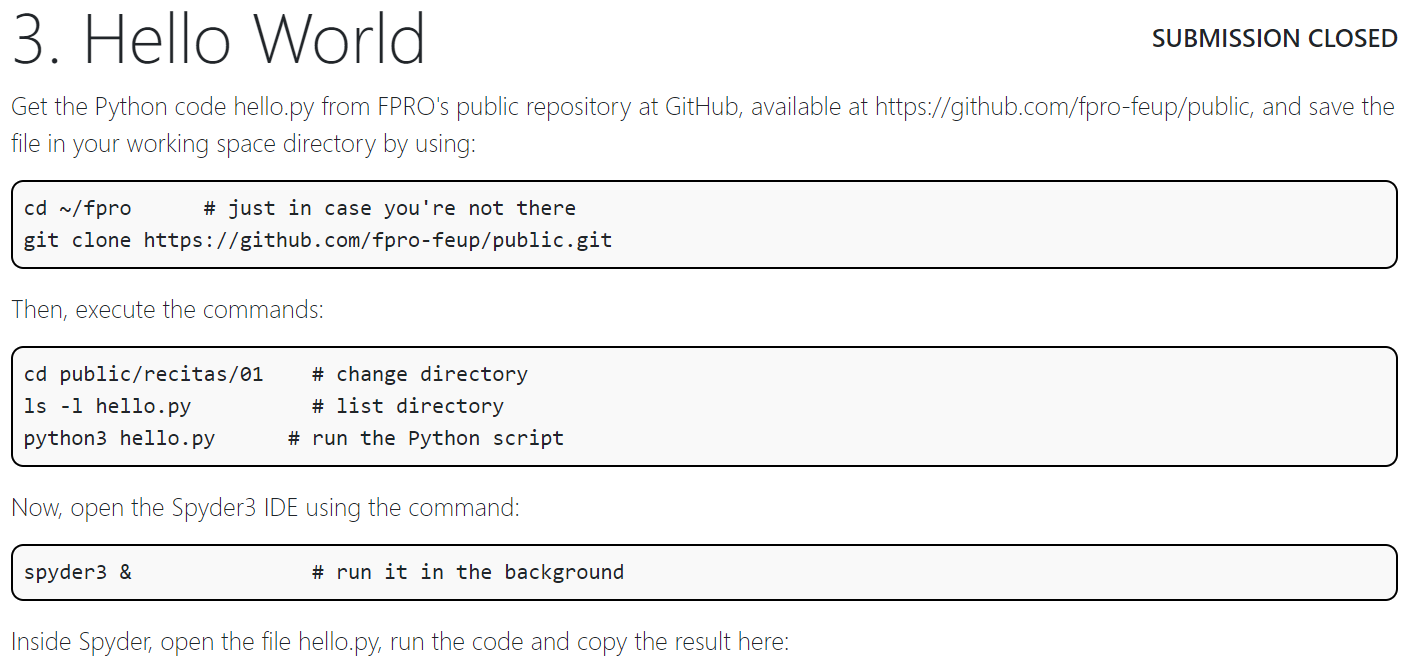 3. Hello World
SUBMISSION CLOSED
Get the Python code hello.py from FPRO's public repository at GitHub, available at https://github.com/fpro-feup/public, and save the
file in your working space directory by using:
cd ~/fpro      # just in case you're not there
git clone https://github.com/fpro-feup/public.git
Then, execute the commands:
cd public/recitas/01    # change directory
ls -l hello.py          # list directory
python3 hello.py      # run the Python script
Now, open the Spyder3 IDE using the command:
spyder3 &               # run it in the background
Inside Spyder, open the file hello.py, run the code and copy the result here: